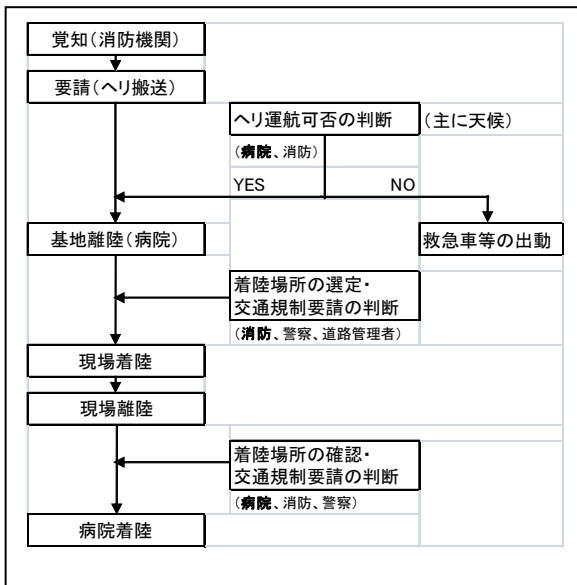 覚知（消防機関）
要請（ヘリ搬送）
ヘリ運航可否の判断 （主に天候）
（病院、消防）
YES NO
基地離陸（病院） 救急車等の出動
着陸場所の選定・
交通規制要請の判断
（消防、警察、道路管理者）
現場着陸
現場離陸
着陸場所の確認・
交通規制要請の判断
（病院、消防、警察）
病院着陸